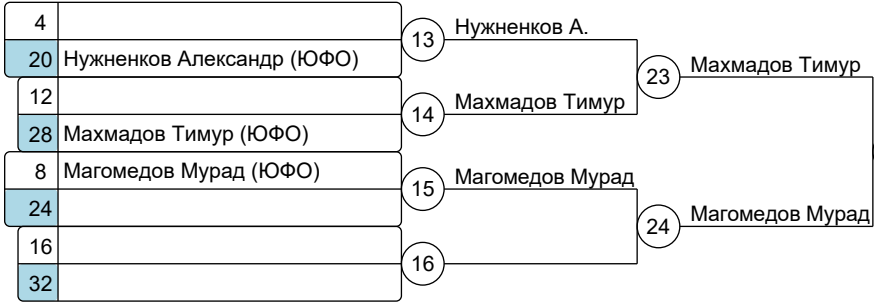 4
20 Нужненков Александр (ЮФО)
12
28 Махмадов Тимур (ЮФО)
8 Магомедов Мурад (ЮФО)
24
16
32
13 Нужненков А.
14 Махмадов Тимур
15 Магомедов Мурад
16
23 Махмадов Тимур
24 Магомедов Мурад